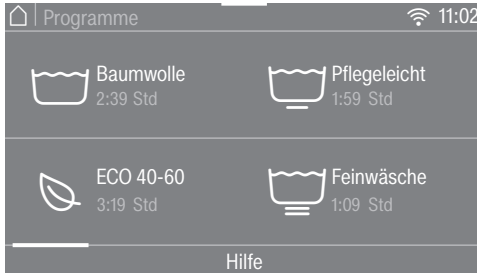 Programme 11:02
Baumwolle Pflegeleicht
2:39 Std 1:59 Std
ECO 40-60 Feinwäsche
3:19 Std 1:09 Std
Hilfe